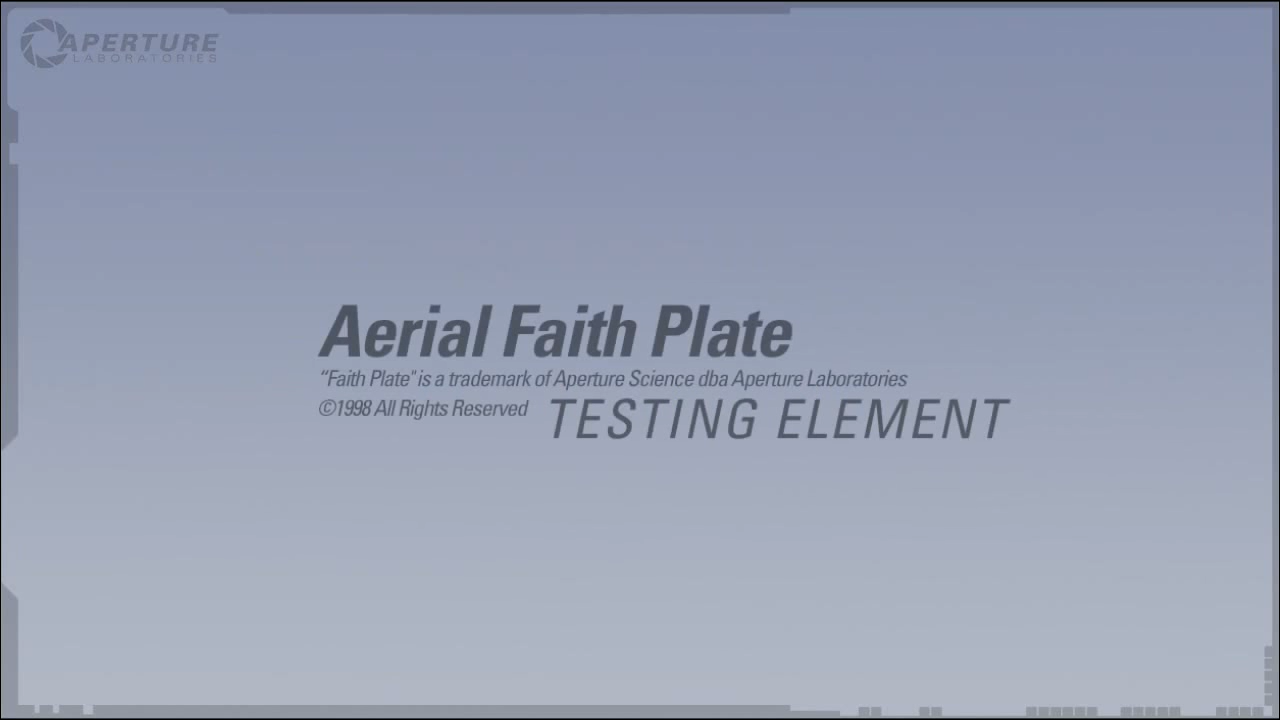 APERTURE
LABORATORIES
Aerial Faith Plate
“Faith Plate" is a trademark of Aperture Science dba Aperture Laboratories
©1998 All Rights Reserved
TESTING ELEMENT